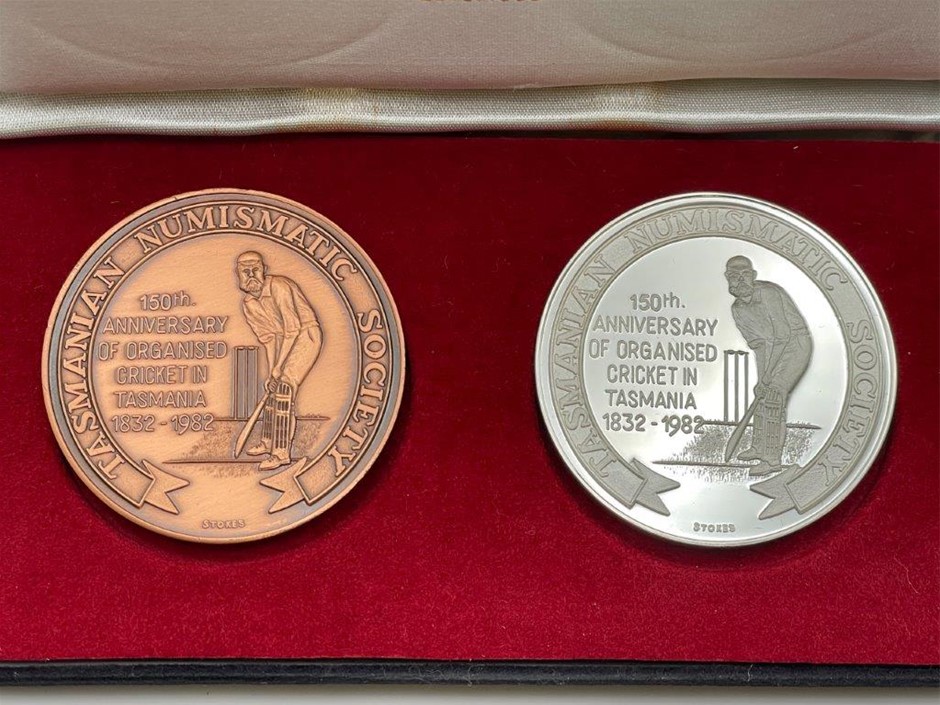 TASMANIAN NUMISMATIC SOCIETY
150th.
ANNIVERSARY
OF ORGANISED
CRICKET IN
TASMANIA
1832-1982
STOKES
TASMANIAN NUMISMATIC SOCIETY
150th.
ANNIVERSARY
OF ORGANISED
CRICKET IN
TASMANIA
1832-1982
STOKES